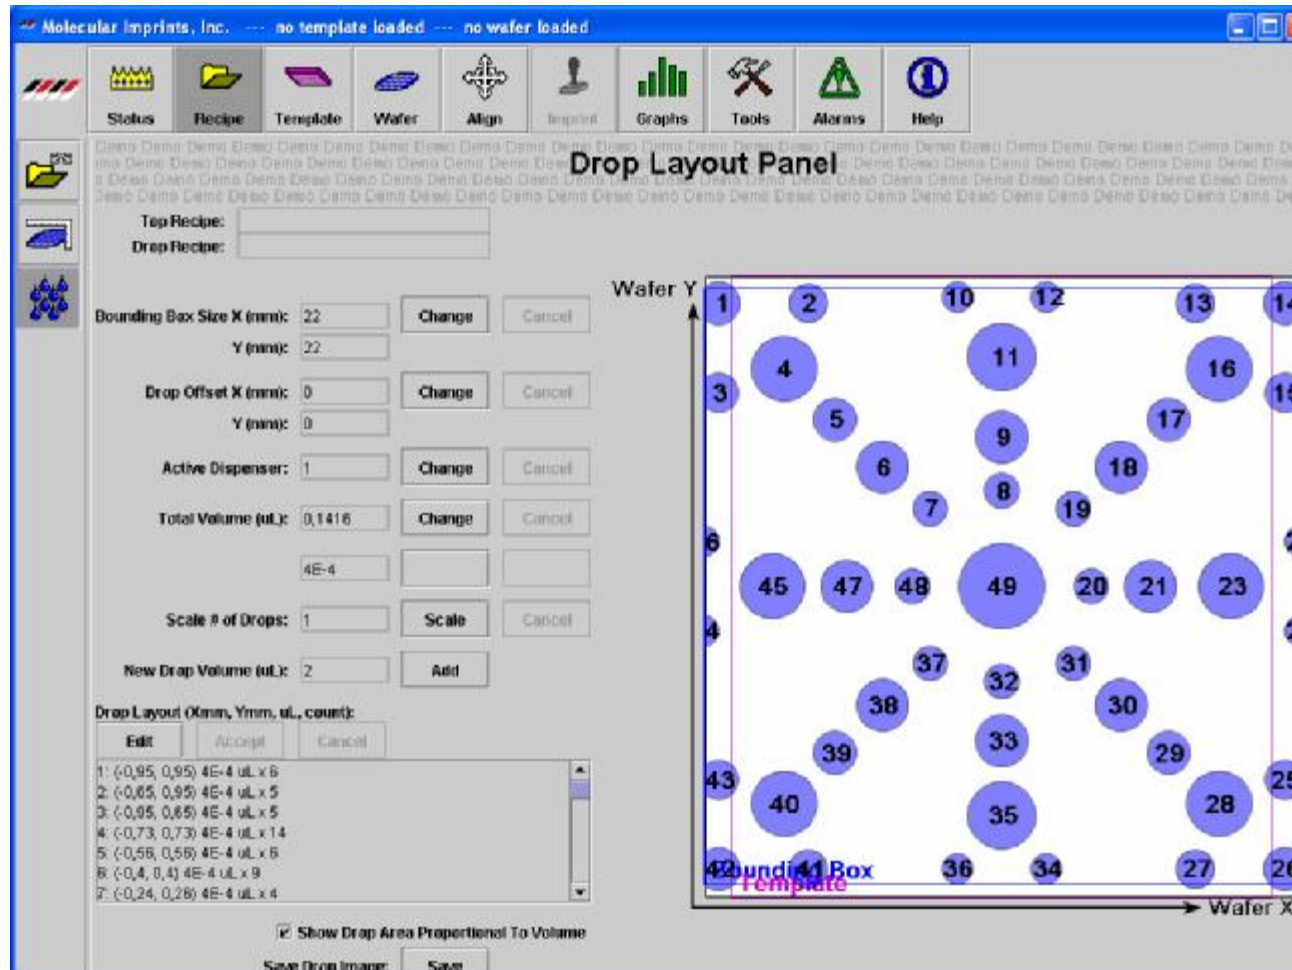 Molecular Imprints, Inc. --- no template loaded --- no wafer loaded
Status Recipe Template Wafer Align Imprint Graphs Tools Alarms Help
Drop Layout Panel
Top Recipe:
Drop Recipe:
Wafer Y
Bounding Box Size X (mm): 22 Change Cancel
Y (mm): 22
Drop Offset X (mm): 0 Change Cancel
Y (mm): 0
Active Dispenser: 1 Change Cancel
Total Volume (uL): 0,1416 Change Cancel
4E-4
Scale # of Drops: 1 Scale Cancel
New Drop Volume (uL): 2 Add
Drop Layout (Xmm, Ymm, uL, count):
Edit Accept Cancel
1: (-0,95, 0,95) 4E-4 uL x 6
2: (-0,65, 0,95) 4E-4 uL x 5
3: (-0,95, 0,65) 4E-4 uL x 5
4: (-0,73, 0,73) 4E-4 uL x 14
5: (-0,56, 0,56) 4E-4 uL x 6
6: (-0,4, 0,4) 4E-4 uL x 9
7: (-0,24, 0,26) 4E-4 uL x 4
Show Drop Area Proportional To Volume
Save Drop Image: Save
1 2 10 12 13 14
11
4 16
3 15
5 17
9
6 18
8
7 19
6
45 47 48 49 20 21 23
4
37 31
32
38 30
33
39 29
43 25
40 28
35
42 41 36 34 27 26
Bounding Box
Template
Wafer X